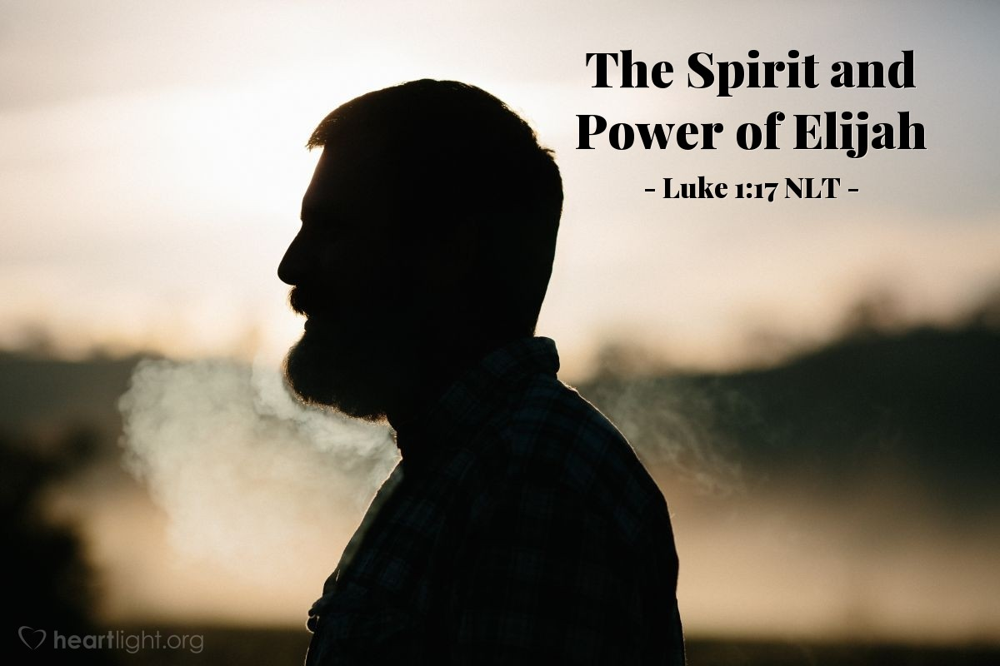 The Spirit and
Power of Elijah
- Luke 1:17 NLT -
heartlight.org